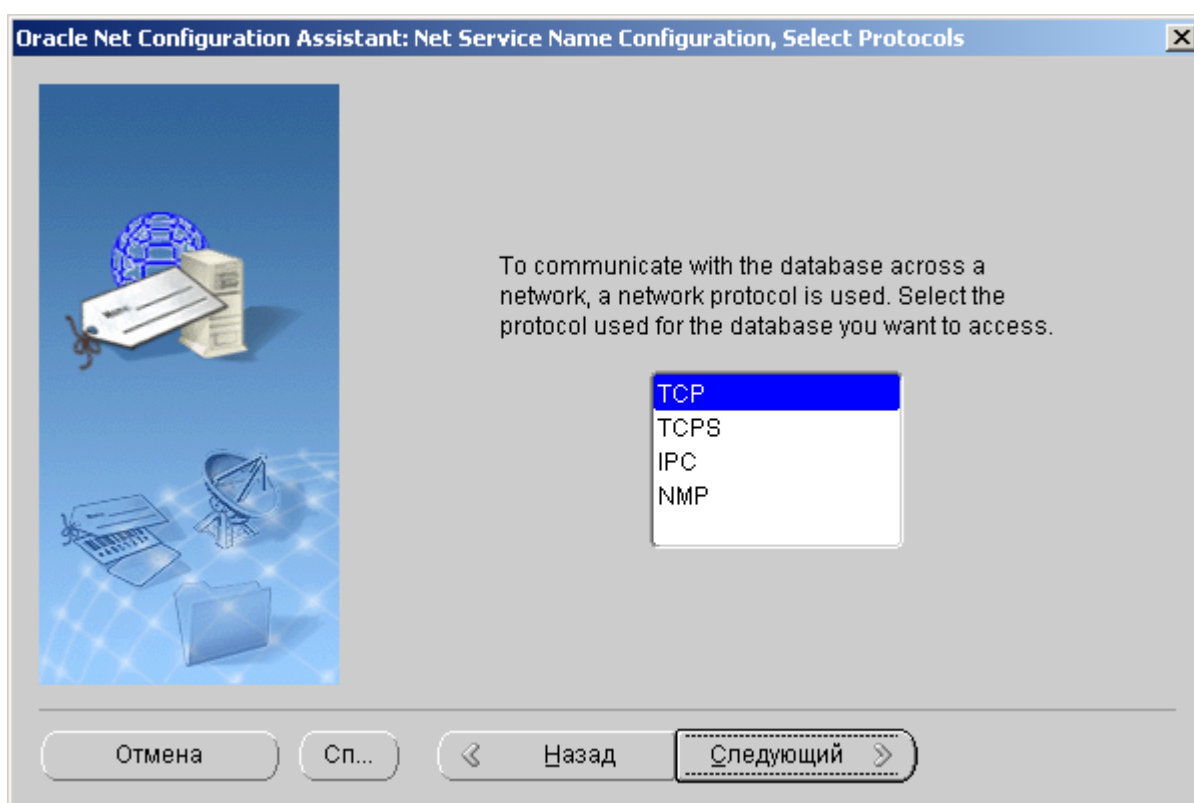 Oracle Net Configuration Assistant: Net Service Name Configuration, Select Protocols
To communicate with the database across a
network, a network protocol is used. Select the
protocol used for the database you want to access.
TCP
TCPS
IPC
NMP
Отмена Сп... Назад Следующий